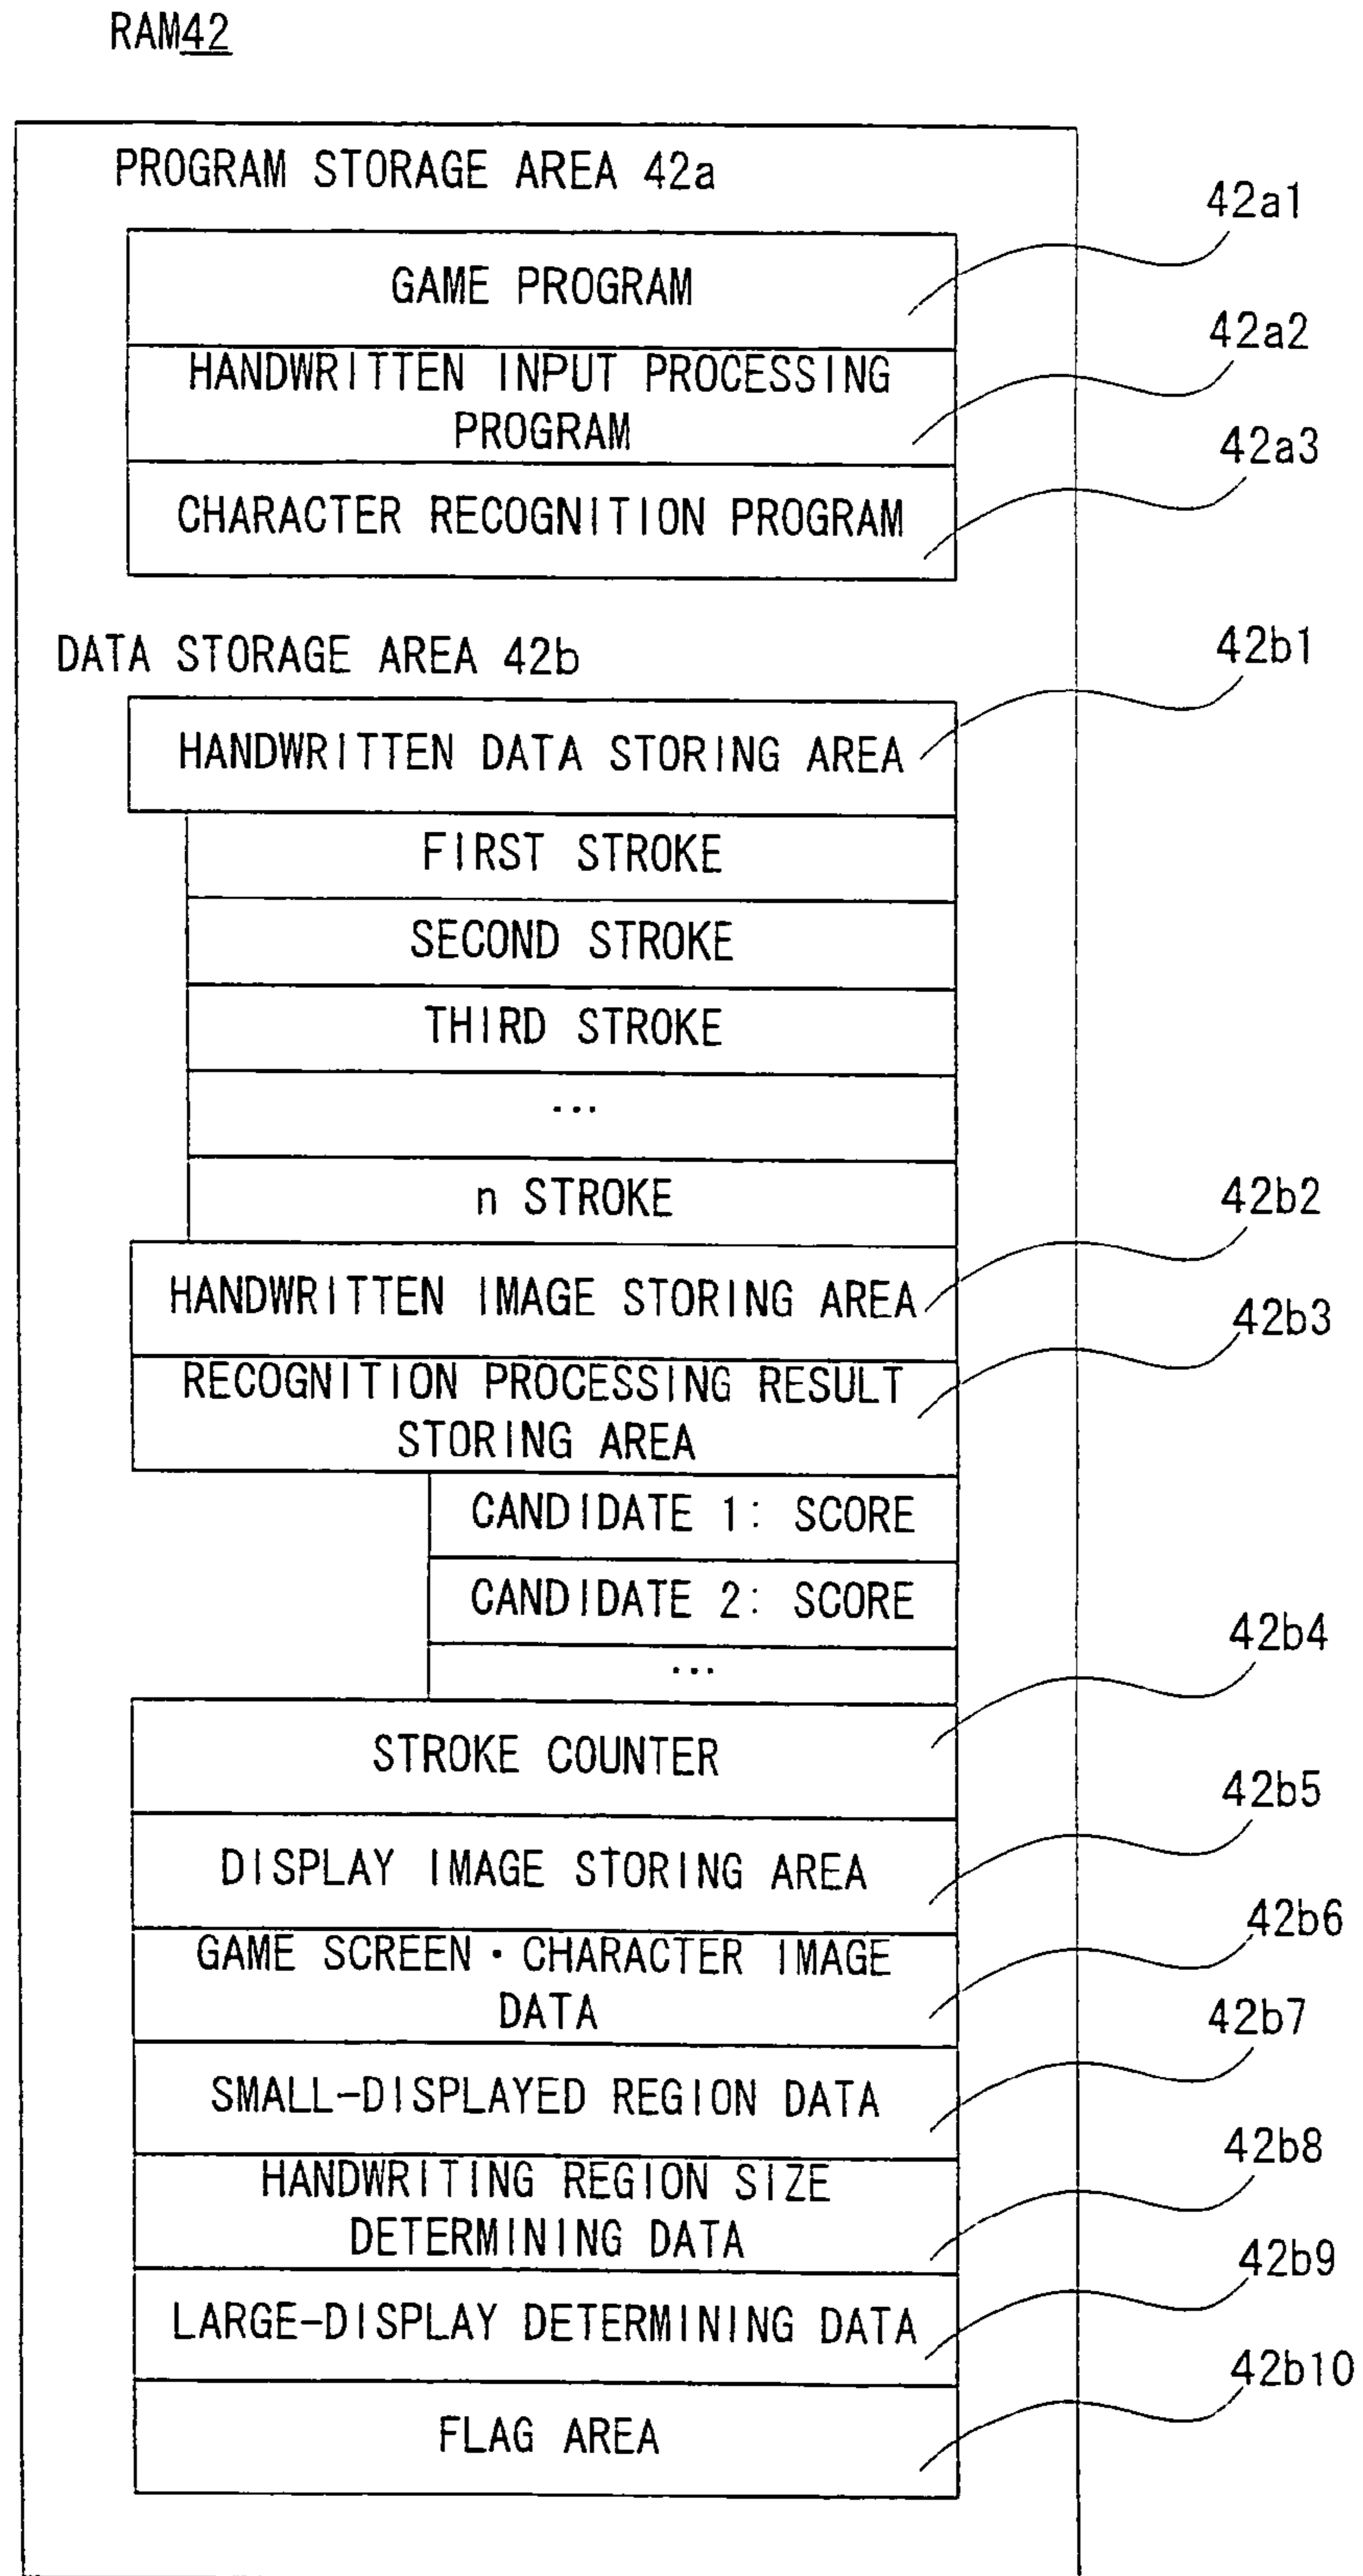 RAM42
PROGRAM STORAGE AREA 42a
42a1
GAME PROGRAM
42a2
HANDWRITTEN INPUT PROCESSING
PROGRAM
42a3
CHARACTER RECOGNITION PROGRAM
DATA STORAGE AREA 42b
42b1
HANDWRITTEN DATA STORING AREA
FIRST STROKE
SECOND STROKE
THIRD STROKE
...
n STROKE
42b2
HANDWRITTEN IMAGE STORING AREA
42b3
RECOGNITION PROCESSING RESULT
STORING AREA
CANDIDATE 1: SCORE
CANDIDATE 2: SCORE
...
42b4
STROKE COUNTER
42b5
DISPLAY IMAGE STORING AREA
42b6
GAME SCREEN・CHARACTER IMAGE
DATA
42b7
SMALL-DISPLAYED REGION DATA
42b8
HANDWRITING REGION SIZE
DETERMINING DATA
42b9
LARGE-DISPLAY DETERMINING DATA
42b10
FLAG AREA